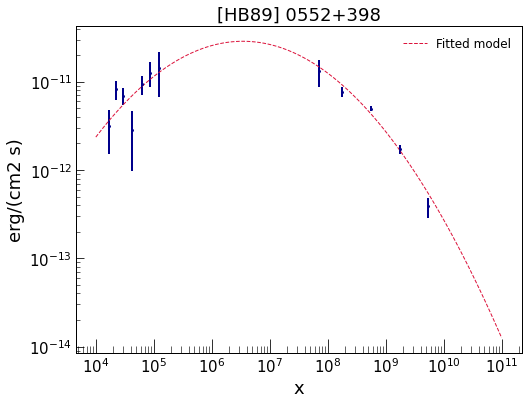 [HB89] 0552+398
Fitted model
erg/(cm2 s)
10⁻¹¹
10⁻¹²
10⁻¹³
10⁻¹⁴
10⁴ 10⁵ 10⁶ 10⁷ 10⁸ 10⁹ 10¹⁰ 10¹¹
x